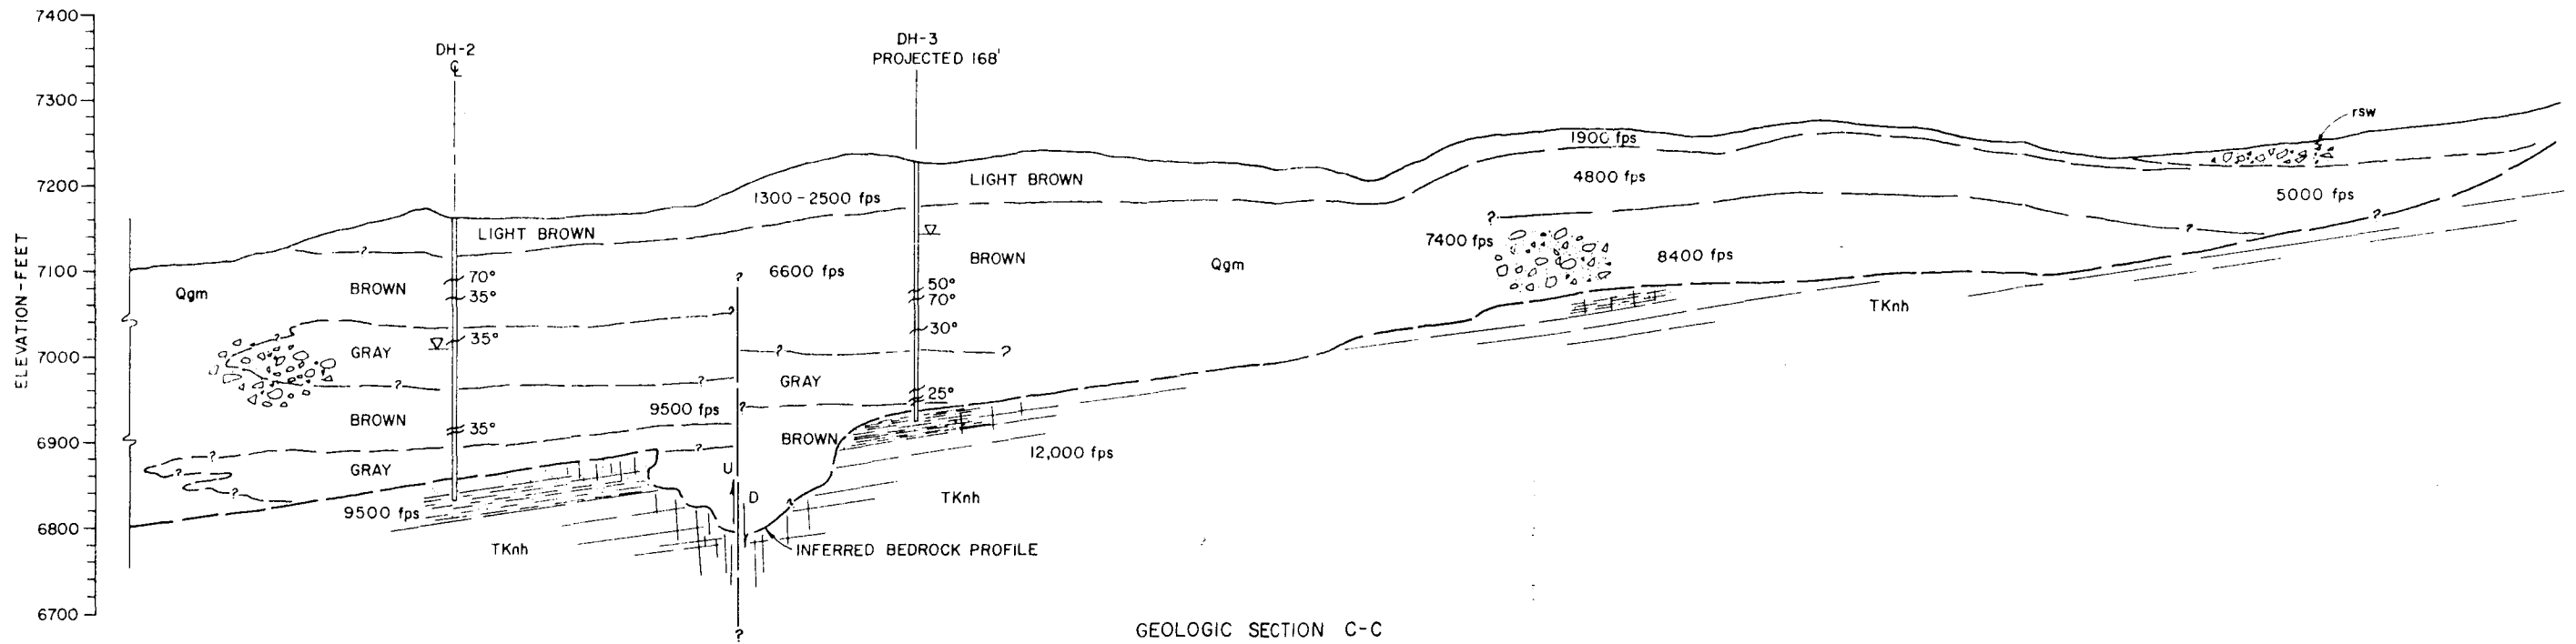 7400
7300
7200
7100
7000
6900
6800
6700
ELEVATION-FEET
DH-2
℄
DH-3
PROJECTED 168'
rsw
1900 fps
LIGHT BROWN
4800 fps
1300-2500 fps
5000 fps
?
?
?
LIGHT BROWN
?
7400 fps
?
BROWN
6600 fps
Qgm
8400 fps
?
70°
50°
Qgm
BROWN
35°
70°
TKnh
?
30°
?
35°
GRAY
?
?
?
GRAY
25°
?
?
9500 fps
?
BROWN
35°
BROWN
12,000 fps
?
?
?
GRAY
U
?
D
TKnh
9500 fps
TKnh
INFERRED BEDROCK PROFILE
?
GEOLOGIC SECTION C-C